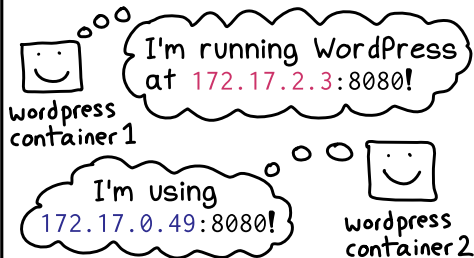 I'm running WordPress
at 172.17.2.3:8080!
wordpress
container 1
I'm using
172.17.0.49:8080!
wordpress
container 2